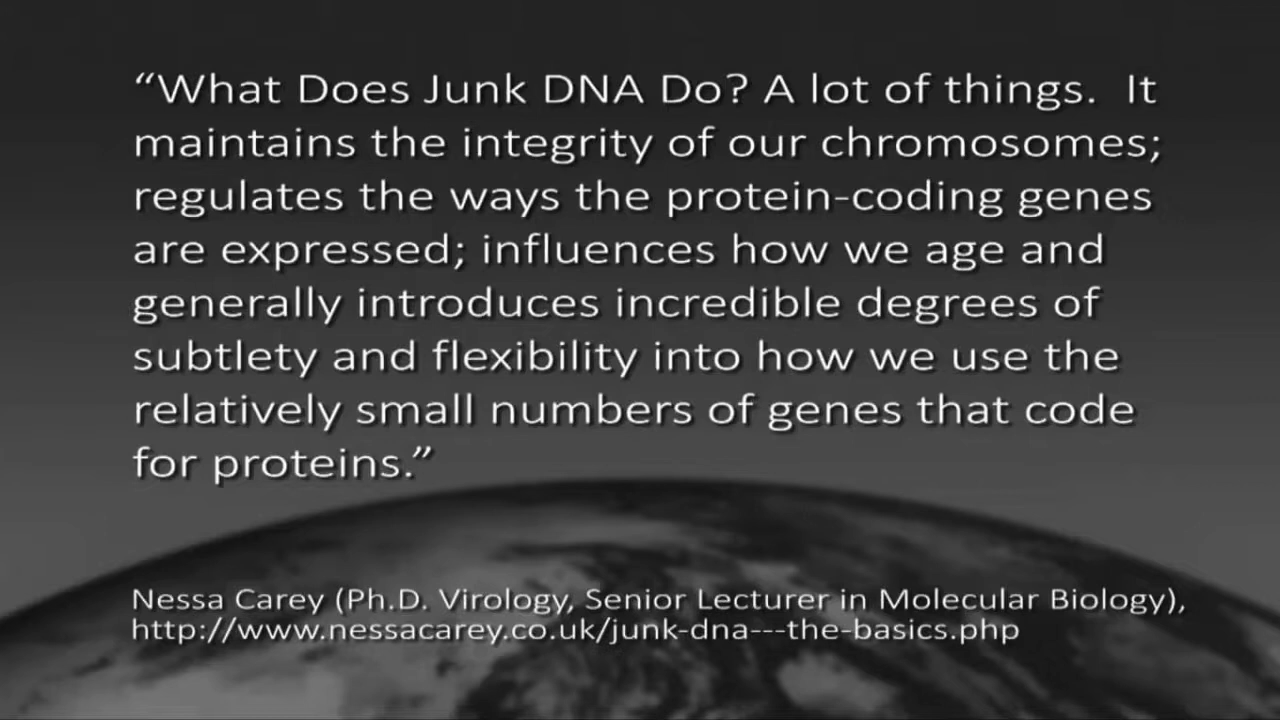 “What Does Junk DNA Do? A lot of things.  It
maintains the integrity of our chromosomes;
regulates the ways the protein-coding genes
are expressed; influences how we age and
generally introduces incredible degrees of
subtlety and flexibility into how we use the
relatively small numbers of genes that code
for proteins.”
Nessa Carey (Ph.D. Virology, Senior Lecturer in Molecular Biology),
http://www.nessacarey.co.uk/junk-dna---the-basics.php